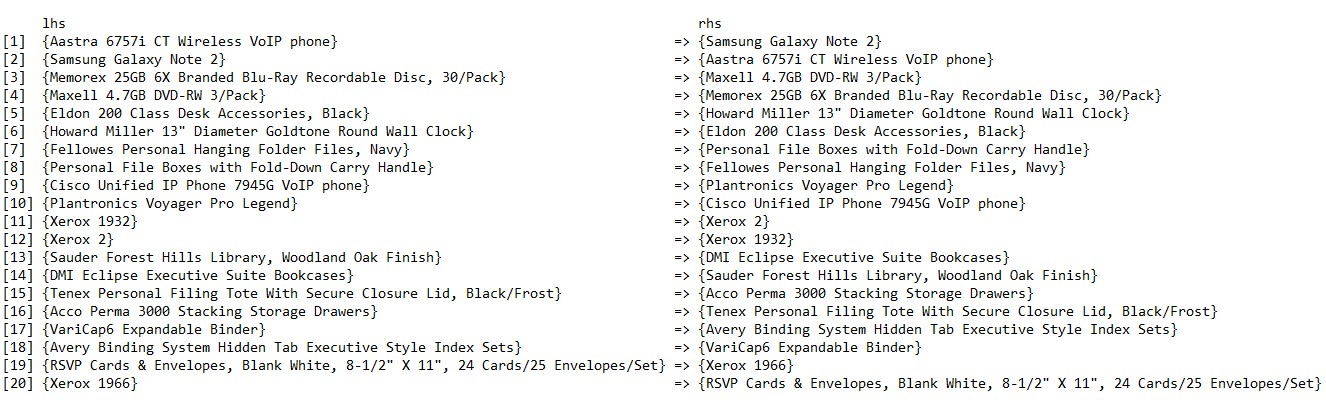 lhs rhs
[1] {Aastra 6757i CT Wireless VoIP phone} => {Samsung Galaxy Note 2}
[2] {Samsung Galaxy Note 2} => {Aastra 6757i CT Wireless VoIP phone}
[3] {Memorex 25GB 6X Branded Blu-Ray Recordable Disc, 30/Pack} => {Maxell 4.7GB DVD-RW 3/Pack}
[4] {Maxell 4.7GB DVD-RW 3/Pack} => {Memorex 25GB 6X Branded Blu-Ray Recordable Disc, 30/Pack}
[5] {Eldon 200 Class Desk Accessories, Black} => {Howard Miller 13" Diameter Goldtone Round Wall Clock}
[6] {Howard Miller 13" Diameter Goldtone Round Wall Clock} => {Eldon 200 Class Desk Accessories, Black}
[7] {Fellowes Personal Hanging Folder Files, Navy} => {Personal File Boxes with Fold-Down Carry Handle}
[8] {Personal File Boxes with Fold-Down Carry Handle} => {Fellowes Personal Hanging Folder Files, Navy}
[9] {Cisco Unified IP Phone 7945G VoIP phone} => {Plantronics Voyager Pro Legend}
[10] {Plantronics Voyager Pro Legend} => {Cisco Unified IP Phone 7945G VoIP phone}
[11] {Xerox 1932} => {Xerox 2}
[12] {Xerox 2} => {Xerox 1932}
[13] {Sauder Forest Hills Library, Woodland Oak Finish} => {DMI Eclipse Executive Suite Bookcases}
[14] {DMI Eclipse Executive Suite Bookcases} => {Sauder Forest Hills Library, Woodland Oak Finish}
[15] {Tenex Personal Filing Tote With Secure Closure Lid, Black/Frost} => {Acco Perma 3000 Stacking Storage Drawers}
[16] {Acco Perma 3000 Stacking Storage Drawers} => {Tenex Personal Filing Tote With Secure Closure Lid, Black/Frost}
[17] {VariCap6 Expandable Binder} => {Avery Binding System Hidden Tab Executive Style Index Sets}
[18] {Avery Binding System Hidden Tab Executive Style Index Sets} => {VariCap6 Expandable Binder}
[19] {RSVP Cards & Envelopes, Blank White, 8-1/2" X 11", 24 Cards/25 Envelopes/Set} => {Xerox 1966}
[20] {Xerox 1966} => {RSVP Cards & Envelopes, Blank White, 8-1/2" X 11", 24 Cards/25 Envelopes/Set}